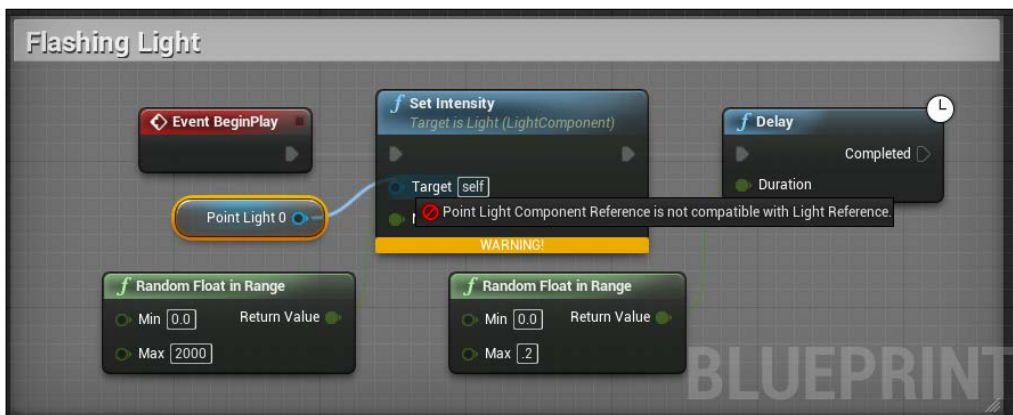 Flashing Light
Event BeginPlay
f Set Intensity
Target is Light (LightComponent)
Target self
f Delay
Completed
Duration
Point Light 0
Point Light Component Reference is not compatible with Light Reference.
WARNING!
f Random Float in Range
Min 0.0 Return Value
Max 2000
f Random Float in Range
Min 0.0 Return Value
Max .2
BLUEPRINT